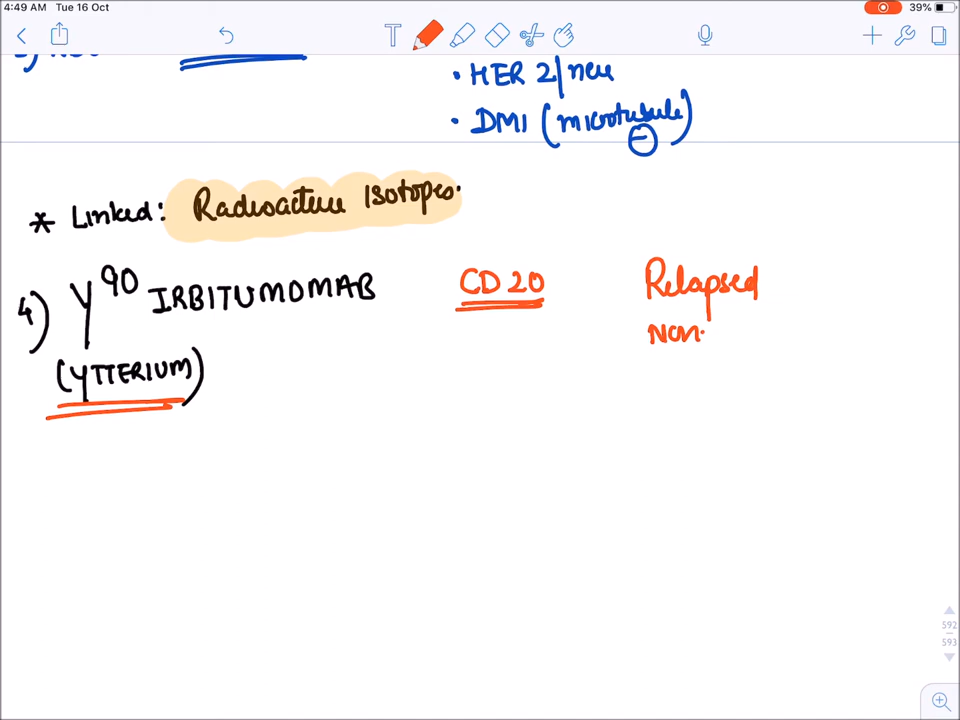 4:49 AM Tue 16 Oct
39%
• HER 2/neu
• DM1 (microtubule)
* Linked: Radioactive Isotopes.
4) Y90 IRBITUMOMAB CD 20 Relapsed
Non.
(YTTERIUM)
592
593